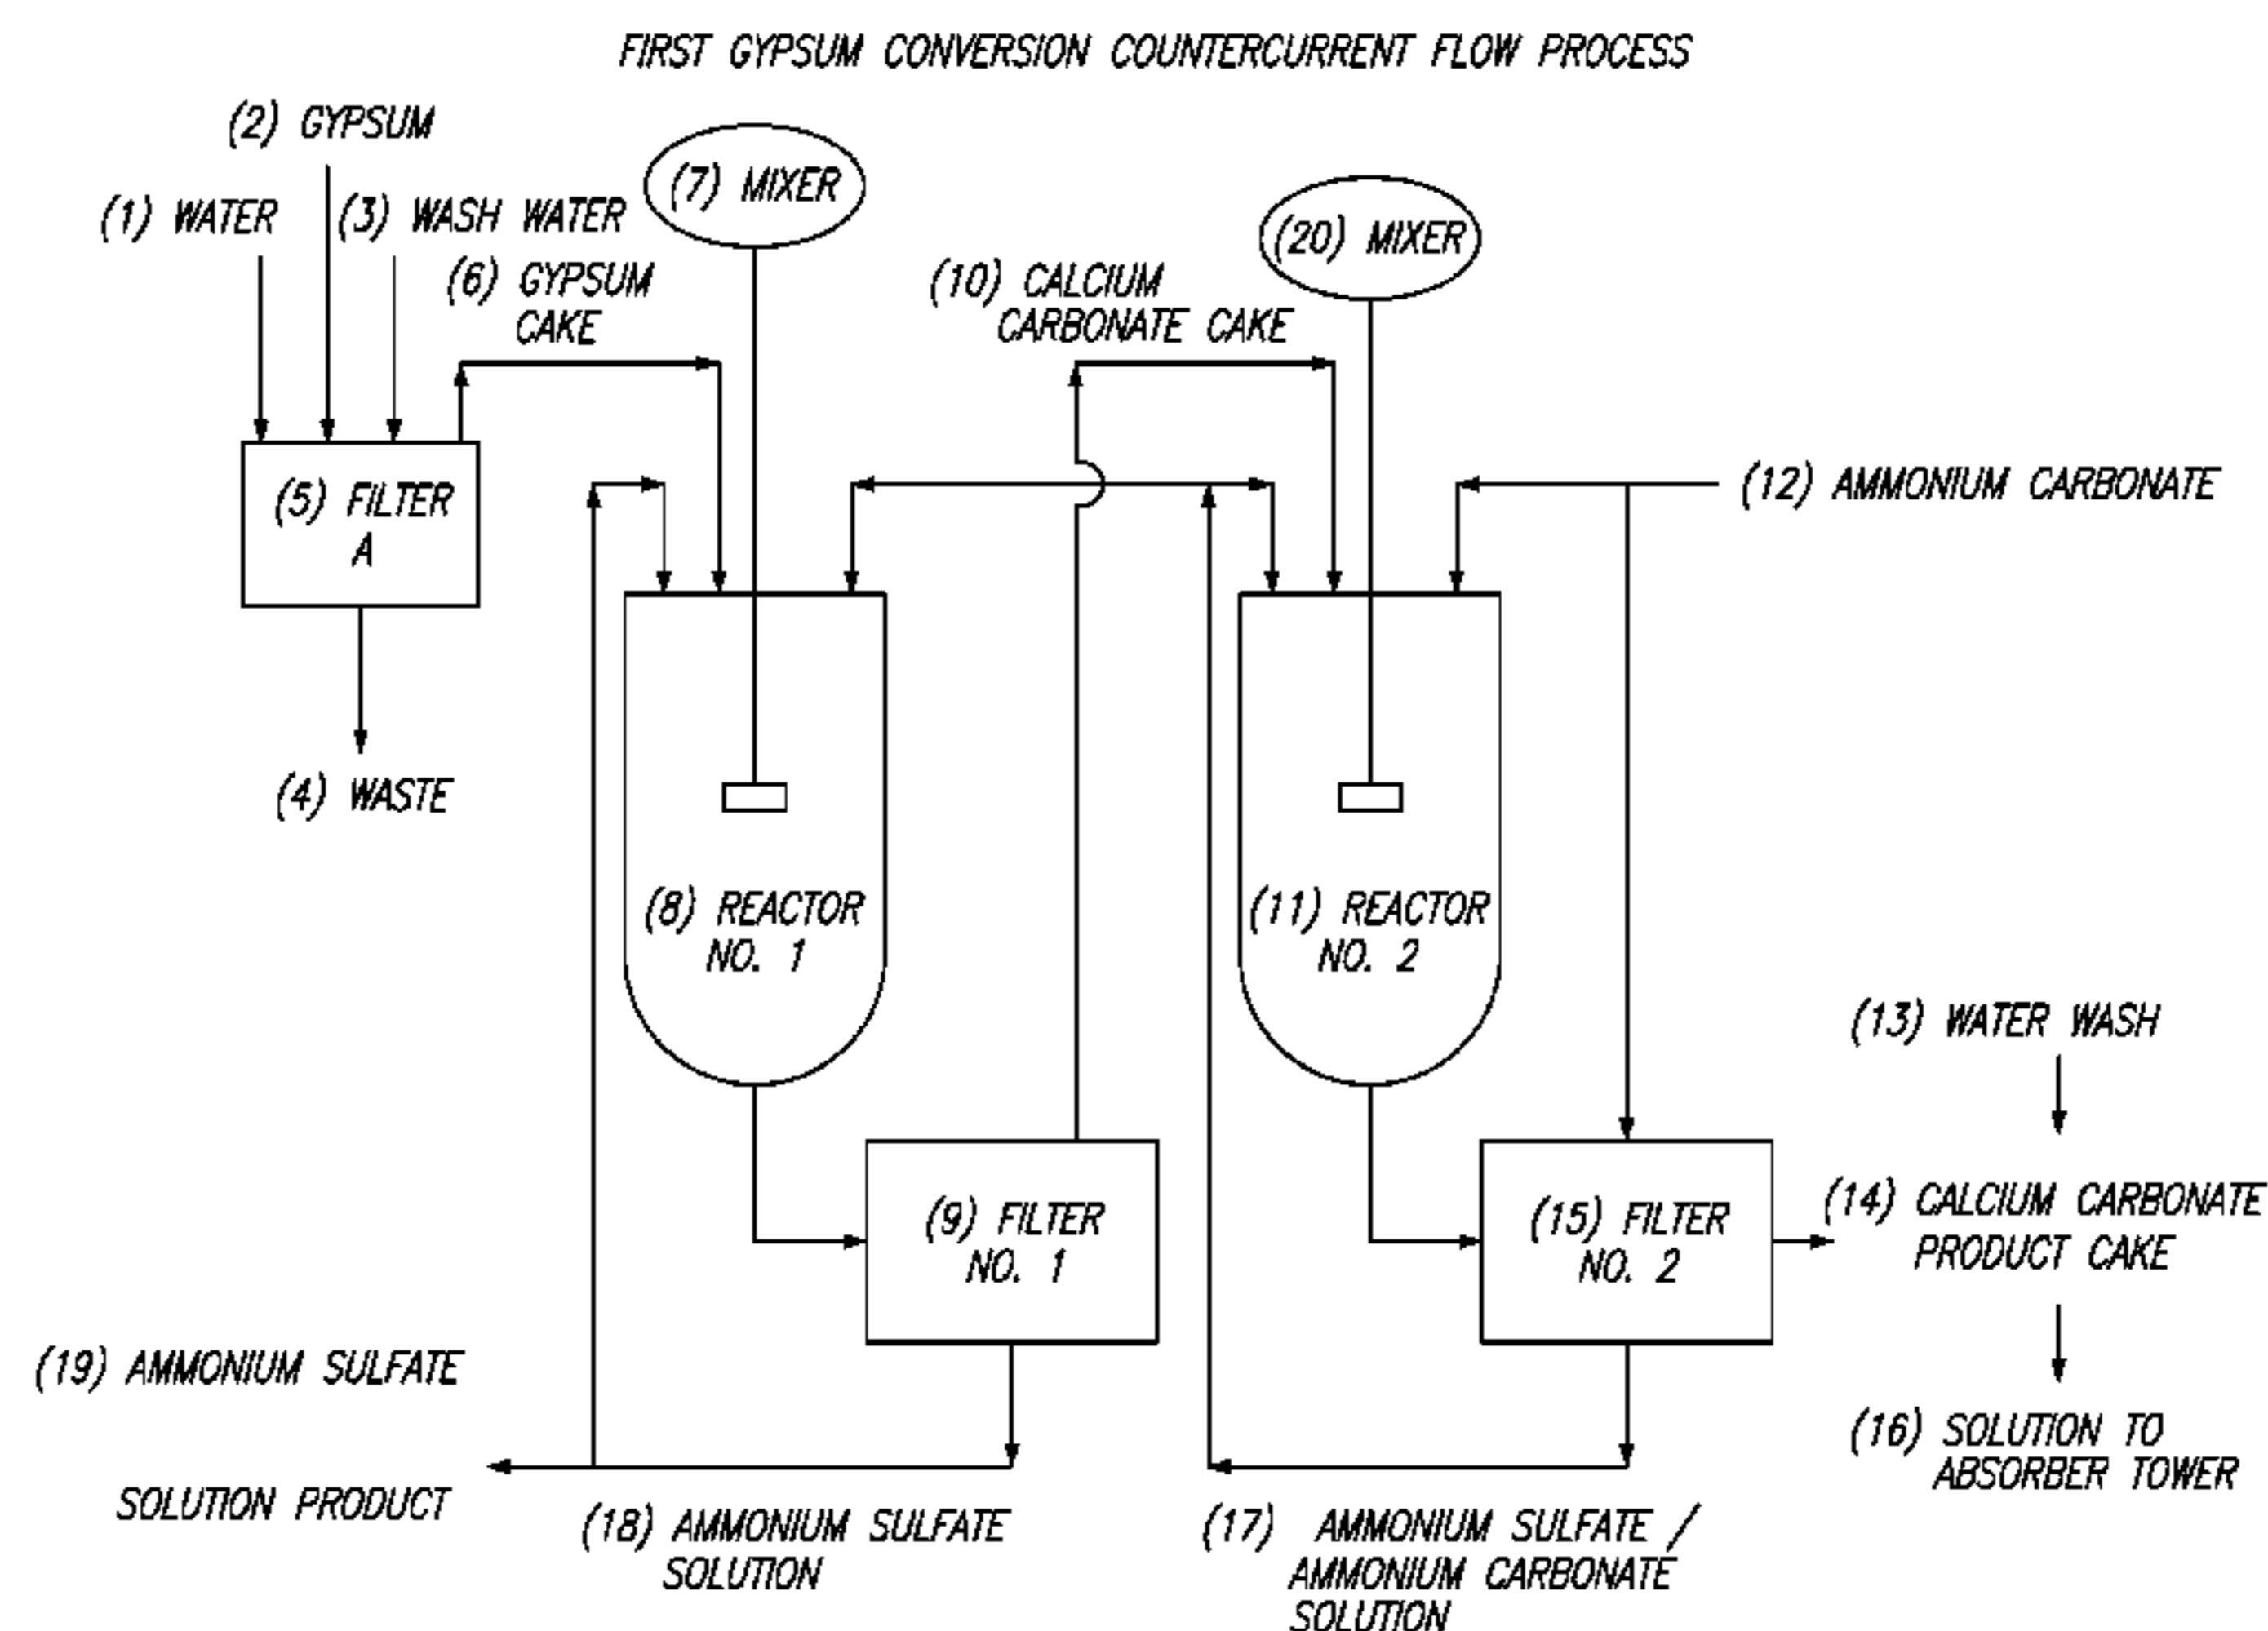 FIRST GYPSUM CONVERSION COUNTERCURRENT FLOW PROCESS
(2) GYPSUM
(7) MIXER
(1) WATER
(3) WASH WATER
(20) MIXER
(6) GYPSUM
CAKE
(10) CALCIUM
CARBONATE CAKE
(5) FILTER
A
(12) AMMONIUM CARBONATE
(4) WASTE
(8) REACTOR
NO. 1
(11) REACTOR
NO. 2
(13) WATER WASH
(9) FILTER
NO. 1
(15) FILTER
NO. 2
(14) CALCIUM CARBONATE
PRODUCT CAKE
(19) AMMONIUM SULFATE
SOLUTION PRODUCT
(16) SOLUTION TO
ABSORBER TOWER
(18) AMMONIUM SULFATE
SOLUTION
(17) AMMONIUM SULFATE /
AMMONIUM CARBONATE
SOLUTION